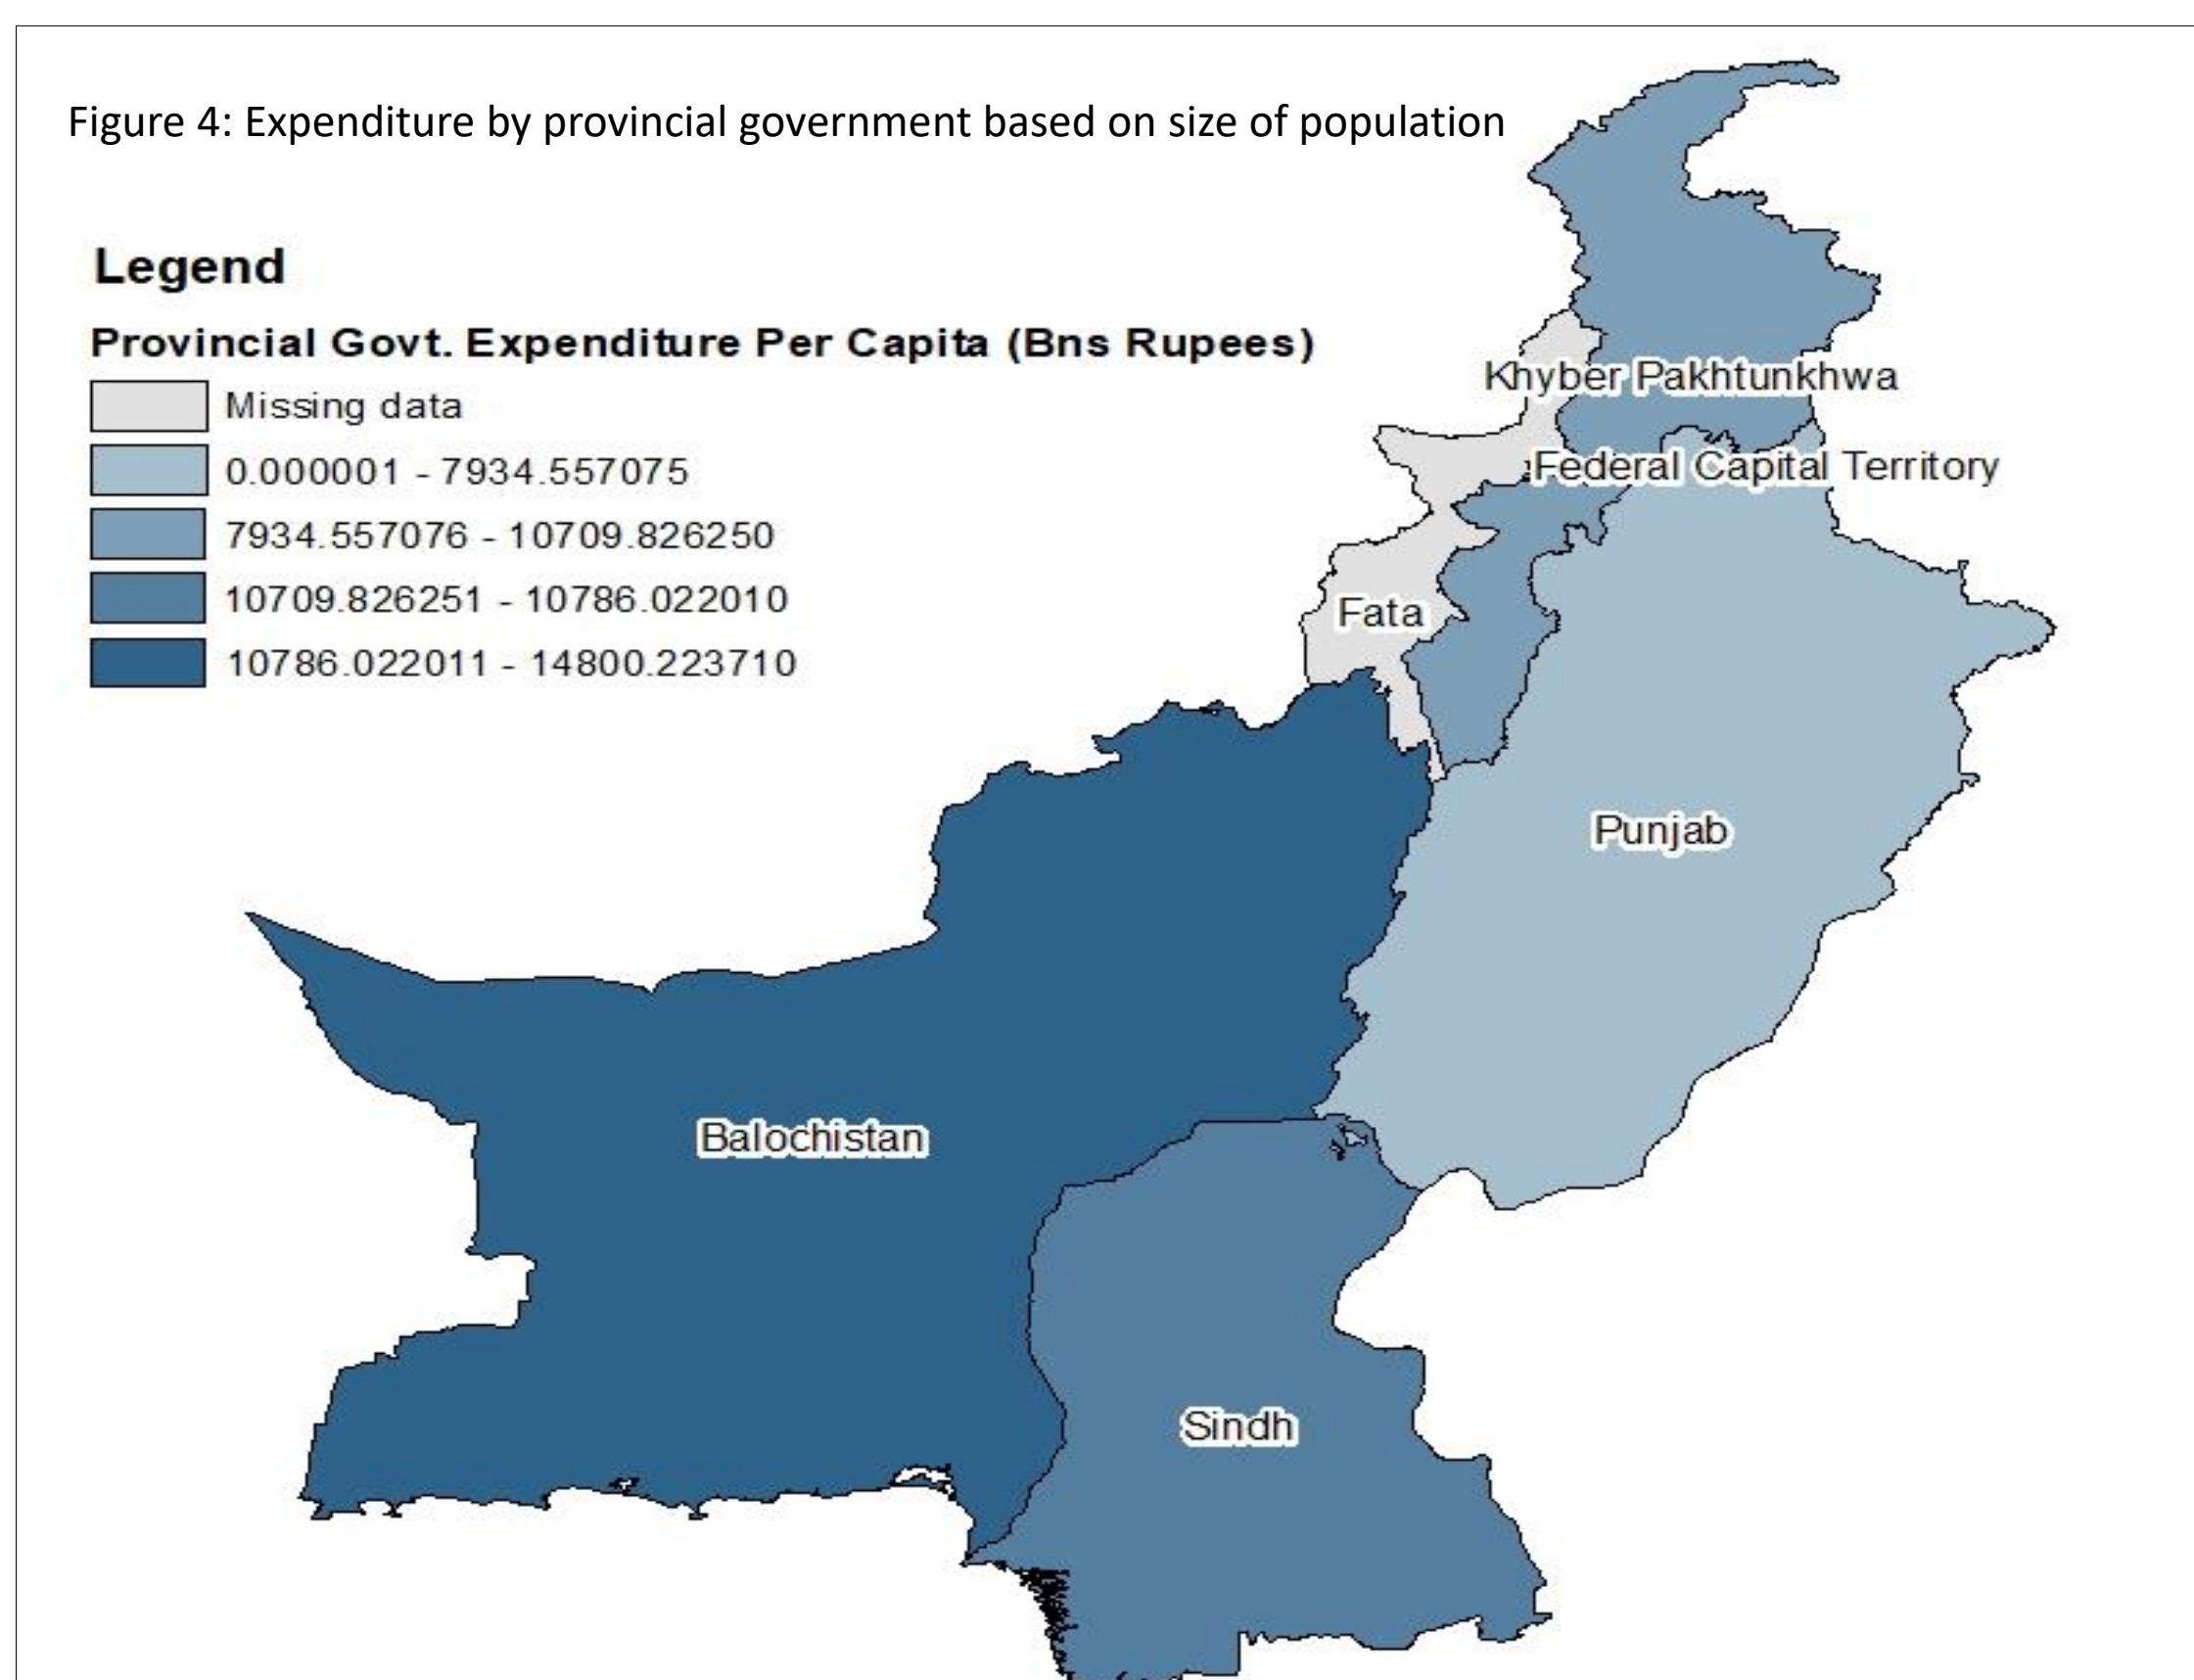 Figure 4: Expenditure by provincial government based on size of population
Legend
Provincial Govt. Expenditure Per Capita (Bns Rupees)
Missing data
0.000001 - 7934.557075
7934.557076 - 10709.826250
10709.826251 - 10786.022010
10786.022011 - 14800.223710
Khyber Pakhtunkhwa
Federal Capital Territory
Fata
Punjab
Balochistan
Sindh